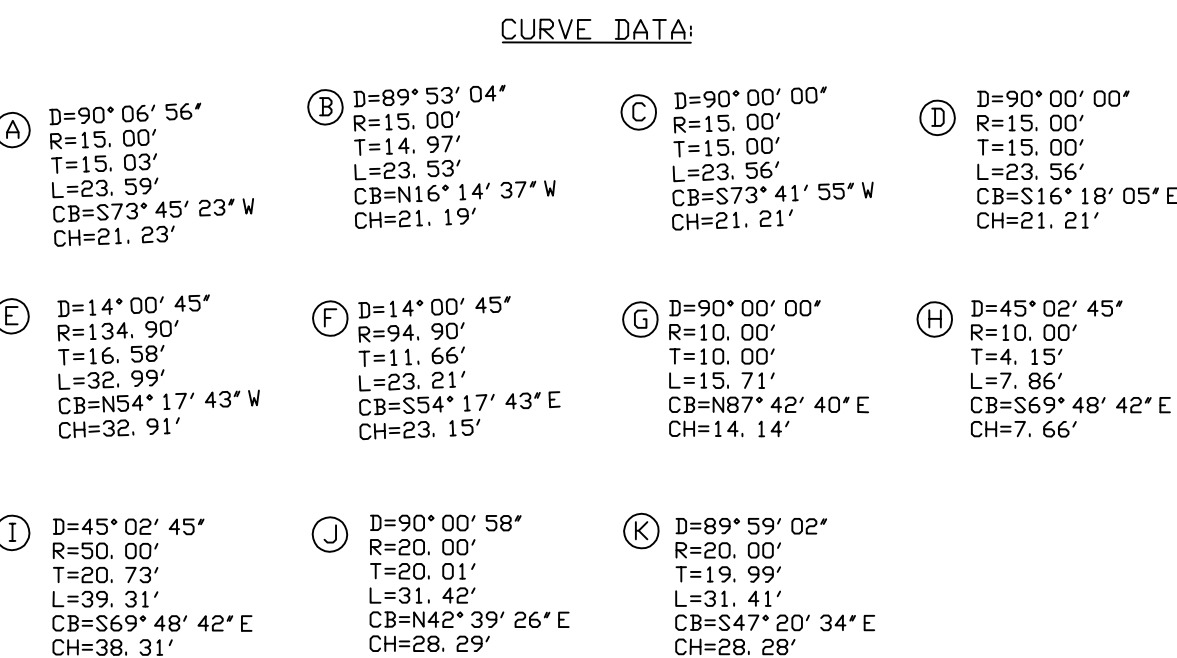 CURVE DATA:
A
D=90° 06' 56"
R=15.00'
T=15.03'
L=23.59'
CB=S73° 45' 23" W
CH=21.23'
B
D=89° 53' 04"
R=15.00'
T=14.97'
L=23.53'
CB=N16° 14' 37" W
CH=21.19'
C
D=90° 00' 00"
R=15.00'
T=15.00'
L=23.56'
CB=S73° 41' 55" W
CH=21.21'
D
D=90° 00' 00"
R=15.00'
T=15.00'
L=23.56'
CB=S16° 18' 05" E
CH=21.21'
E
D=14° 00' 45"
R=134.90'
T=16.58'
L=32.99'
CB=N54° 17' 43" W
CH=32.91'
F
D=14° 00' 45"
R=94.90'
T=11.66'
L=23.21'
CB=S54° 17' 43" E
CH=23.15'
G
D=90° 00' 00"
R=10.00'
T=10.00'
L=15.71'
CB=N87° 42' 40" E
CH=14.14'
H
D=45° 02' 45"
R=10.00'
T=4.15'
L=7.86'
CB=S69° 48' 42" E
CH=7.66'
I
D=45° 02' 45"
R=50.00'
T=20.73'
L=39.31'
CB=S69° 48' 42" E
CH=38.31'
J
D=90° 00' 58"
R=20.00'
T=20.01'
L=31.42'
CB=N42° 39' 26" E
CH=28.29'
K
D=89° 59' 02"
R=20.00'
T=19.99'
L=31.41'
CB=S47° 20' 34" E
CH=28.28'